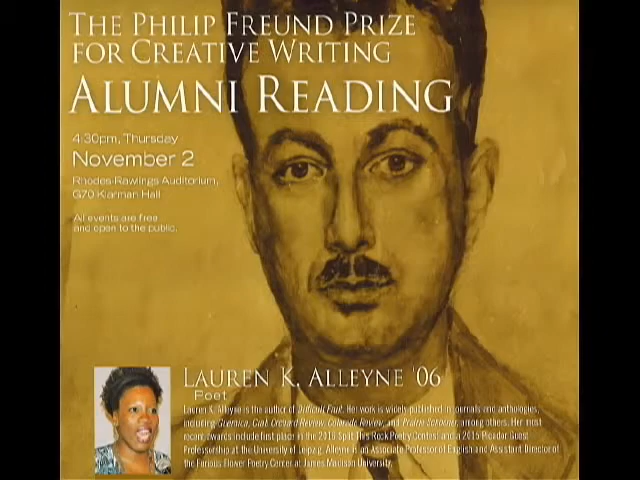 THE PHILIP FREUND PRIZE
FOR CREATIVE WRITING
ALUMNI READING
4:30pm, Thursday
November 2
Rhodes-Rawlings Auditorium,
G70 Klarman Hall
All events are free
and open to the public.
LAUREN K. ALLEYNE '06
Poet
Lauren K. Alleyne is the author of Difficult Fruit. Her work is widely published in journals and anthologies,
including Guernica, Crab Orchard Review, Colorado Review, and Prairie Schooner, among others. Her most
recent awards include first place in the 2016 Split This Rock Poetry Contest and a 2015 Picador Guest
Professorship at the University of Leipzig. Alleyne is an Associate Professor of English and Assistant Director of
the Furious Flower Poetry Center at James Madison University.